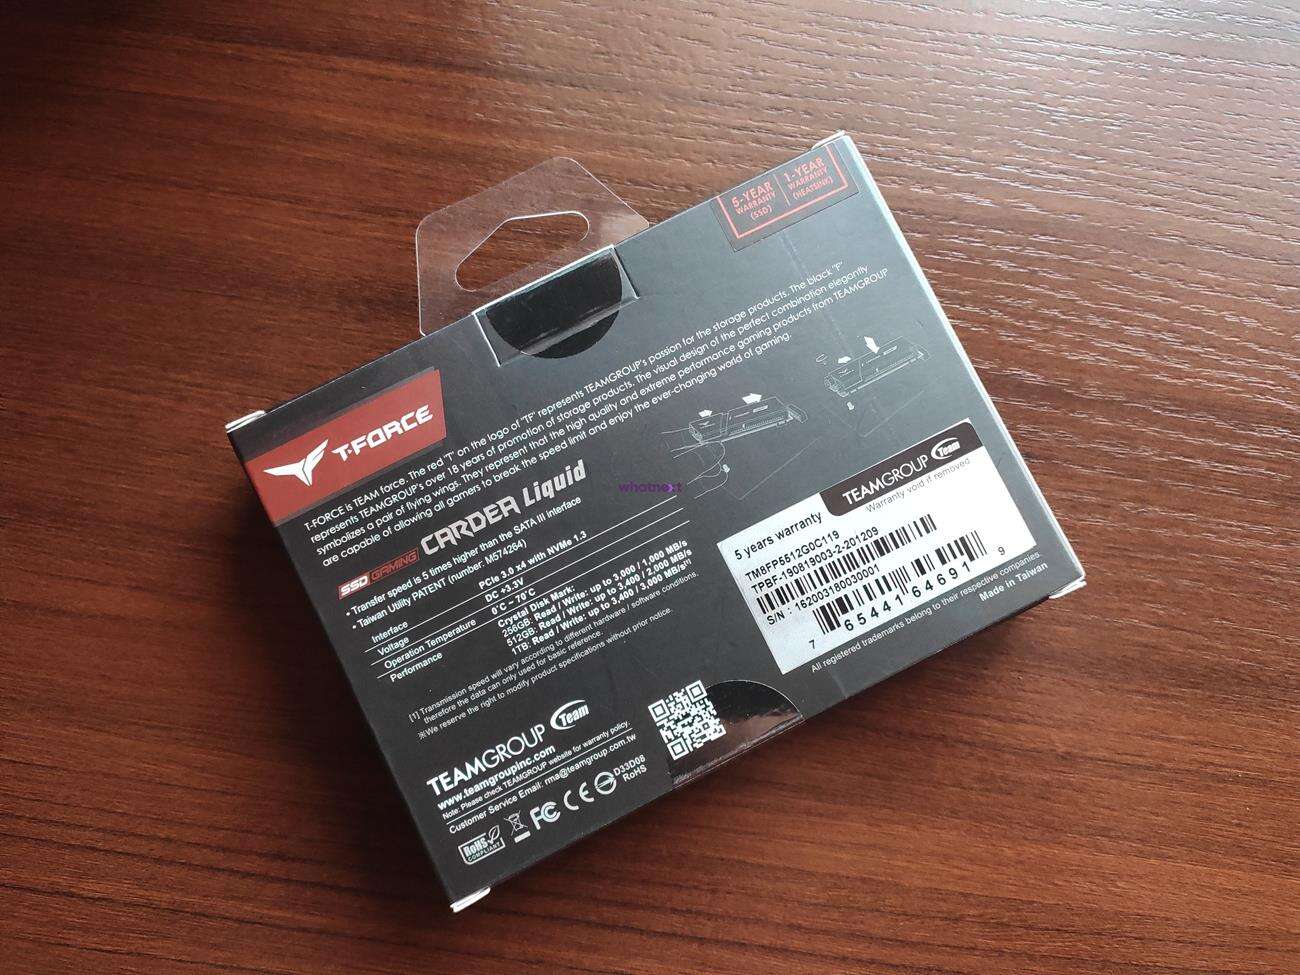 5-YEAR
WARRANTY
(SSD)
1-YEAR
WARRANTY
(HEATSINK)
T-FORCE
T-FORCE is TEAM force. The red "T" on the logo of "TF" represents TEAMGROUP's passion for the storage products. The black "F"
represents TEAMGROUP's over 18 years of promotion of storage products. The visual design of the perfect combination elegantly
symbolizes a pair of flying wings. They represent that the high quality and extreme performance gaming products from TEAMGROUP
are capable of allowing all gamers to break the speed limit and enjoy the ever-changing world of gaming.
SSD GAMING CARDEA Liquid
• Transfer speed is 5 times higher than the SATA III interface
• Taiwan Utility PATENT (number: M574264)
Interface PCIe 3.0 x4 with NVMe 1.3
Voltage DC +3.3V
Operation Temperature 0˚C ~ 70˚C
Performance Crystal Disk Mark:
256GB: Read / Write: up to 3,000 / 1,000 MB/s
512GB: Read / Write: up to 3,400 / 2,000 MB/s
1TB: Read / Write: up to 3,400 / 3,000 MB/s[1]
[1] Transmission speed will vary according to different hardware / software conditions,
therefore the data can only used for basic reference.
※We reserve the right to modify product specifications without prior notice.
TEAMGROUP Team
www.teamgroupinc.com
Note: Please check TEAMGROUP website for warranty policy.
Customer Service Email: rma@teamgroup.com.tw
RoHS
COMPLIANT
FC CE
D33D08
RoHS
whatnext
TEAMGROUP Team
5 years warranty
Warranty void if removed
TM8FP5512G0C119
TPBF-190819003-2-201209
S/N : 162003180030001
7 65441 64691 9
All registered trademarks belong to their respective companies.
Made in Taiwan